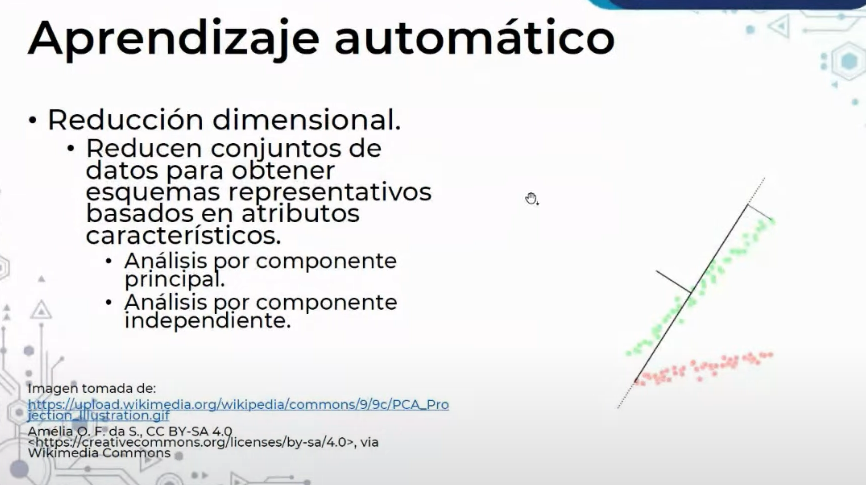 Aprendizaje automático
• Reducción dimensional.
• Reducen conjuntos de
datos para obtener
esquemas representativos
basados en atributos
característicos.
• Análisis por componente
principal.
• Análisis por componente
independiente.
Imagen tomada de:
https://upload.wikimedia.org/wikipedia/commons/9/9c/PCA_Pro
jection_Illustration.gif
Amélia O. F. da S., CC BY-SA 4.0
<https://creativecommons.org/licenses/by-sa/4.0>, via
Wikimedia Commons